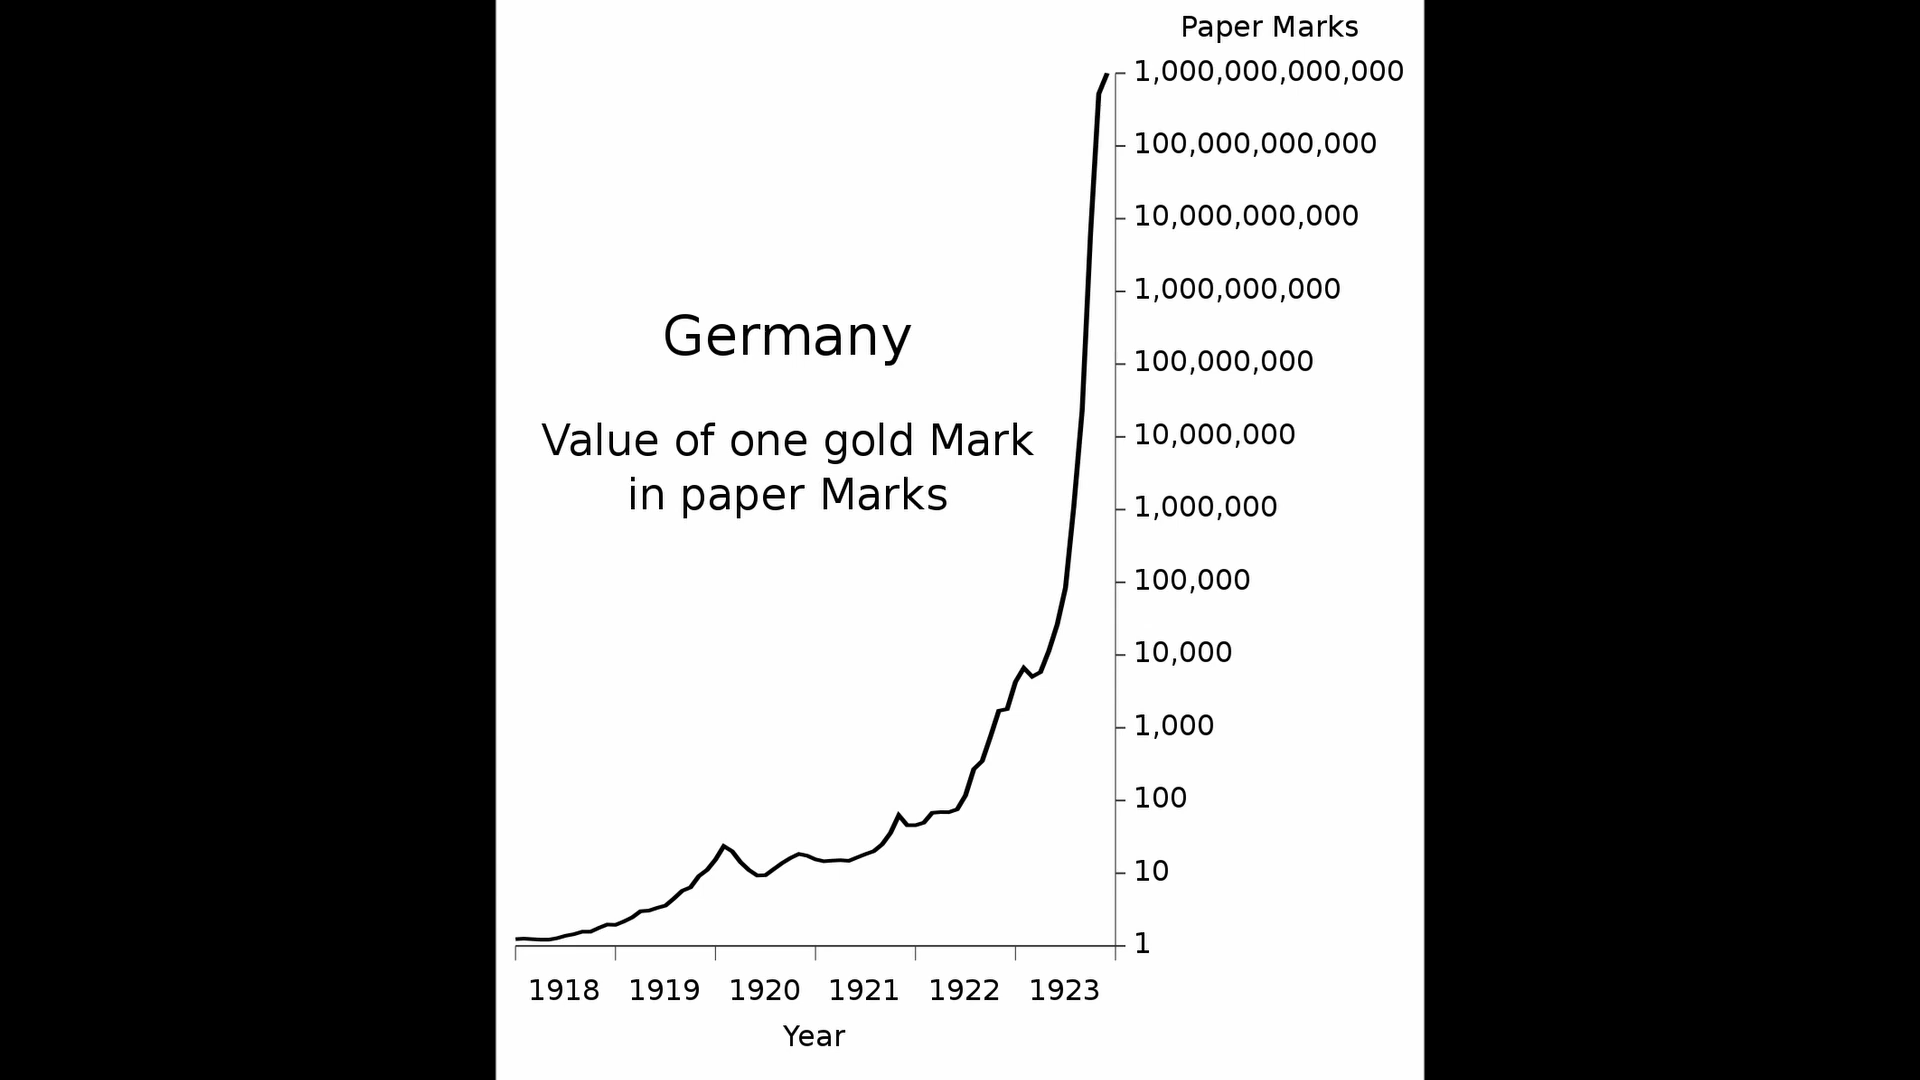 Paper Marks
1,000,000,000,000
100,000,000,000
10,000,000,000
1,000,000,000
100,000,000
10,000,000
1,000,000
100,000
10,000
1,000
100
10
1
Germany
Value of one gold Mark
in paper Marks
1918 1919 1920 1921 1922 1923
Year